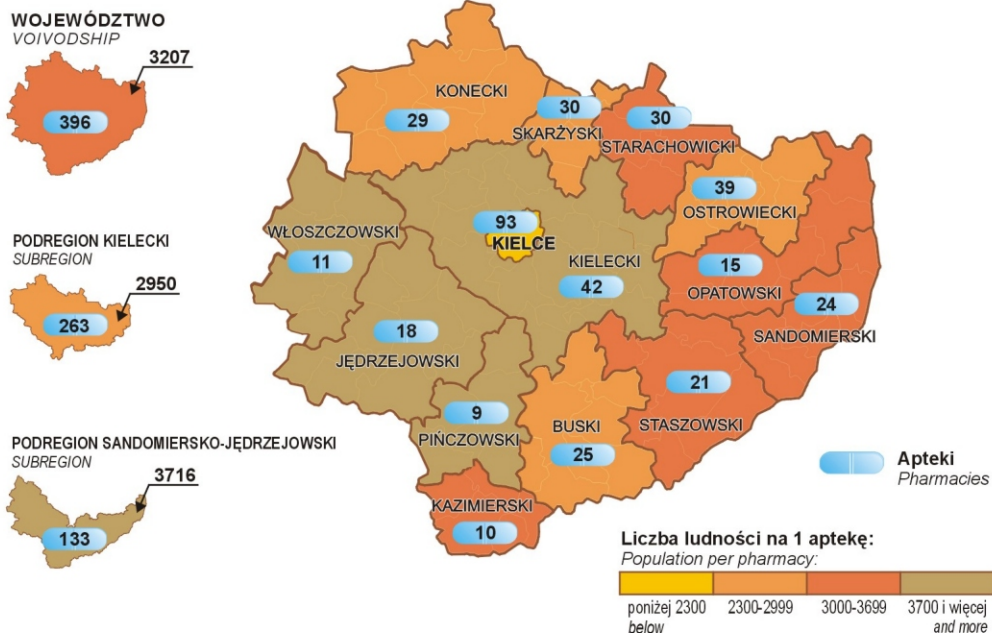 WOJEWÓDZTWO
VOIVODSHIP
3207
396
PODREGION KIELECKI
SUBREGION
2950
263
PODREGION SANDOMIERSKO-JĘDRZEJOWSKI
SUBREGION
3716
133
KONECKI
29
30
SKARŻYSKI
30
STARACHOWICKI
39
OSTROWIECKI
WŁOSZCZOWSKI
11
93
KIELCE
KIELECKI
42
15
OPATOWSKI
24
SANDOMIERSKI
18
JĘDRZEJOWSKI
21
STASZOWSKI
9
PIŃCZOWSKI
BUSKI
25
KAZIMIERSKI
10
Apteki
Pharmacies
Liczba ludności na 1 aptekę:
Population per pharmacy:
poniżej 2300 2300-2999 3000-3699 3700 i więcej
below and more